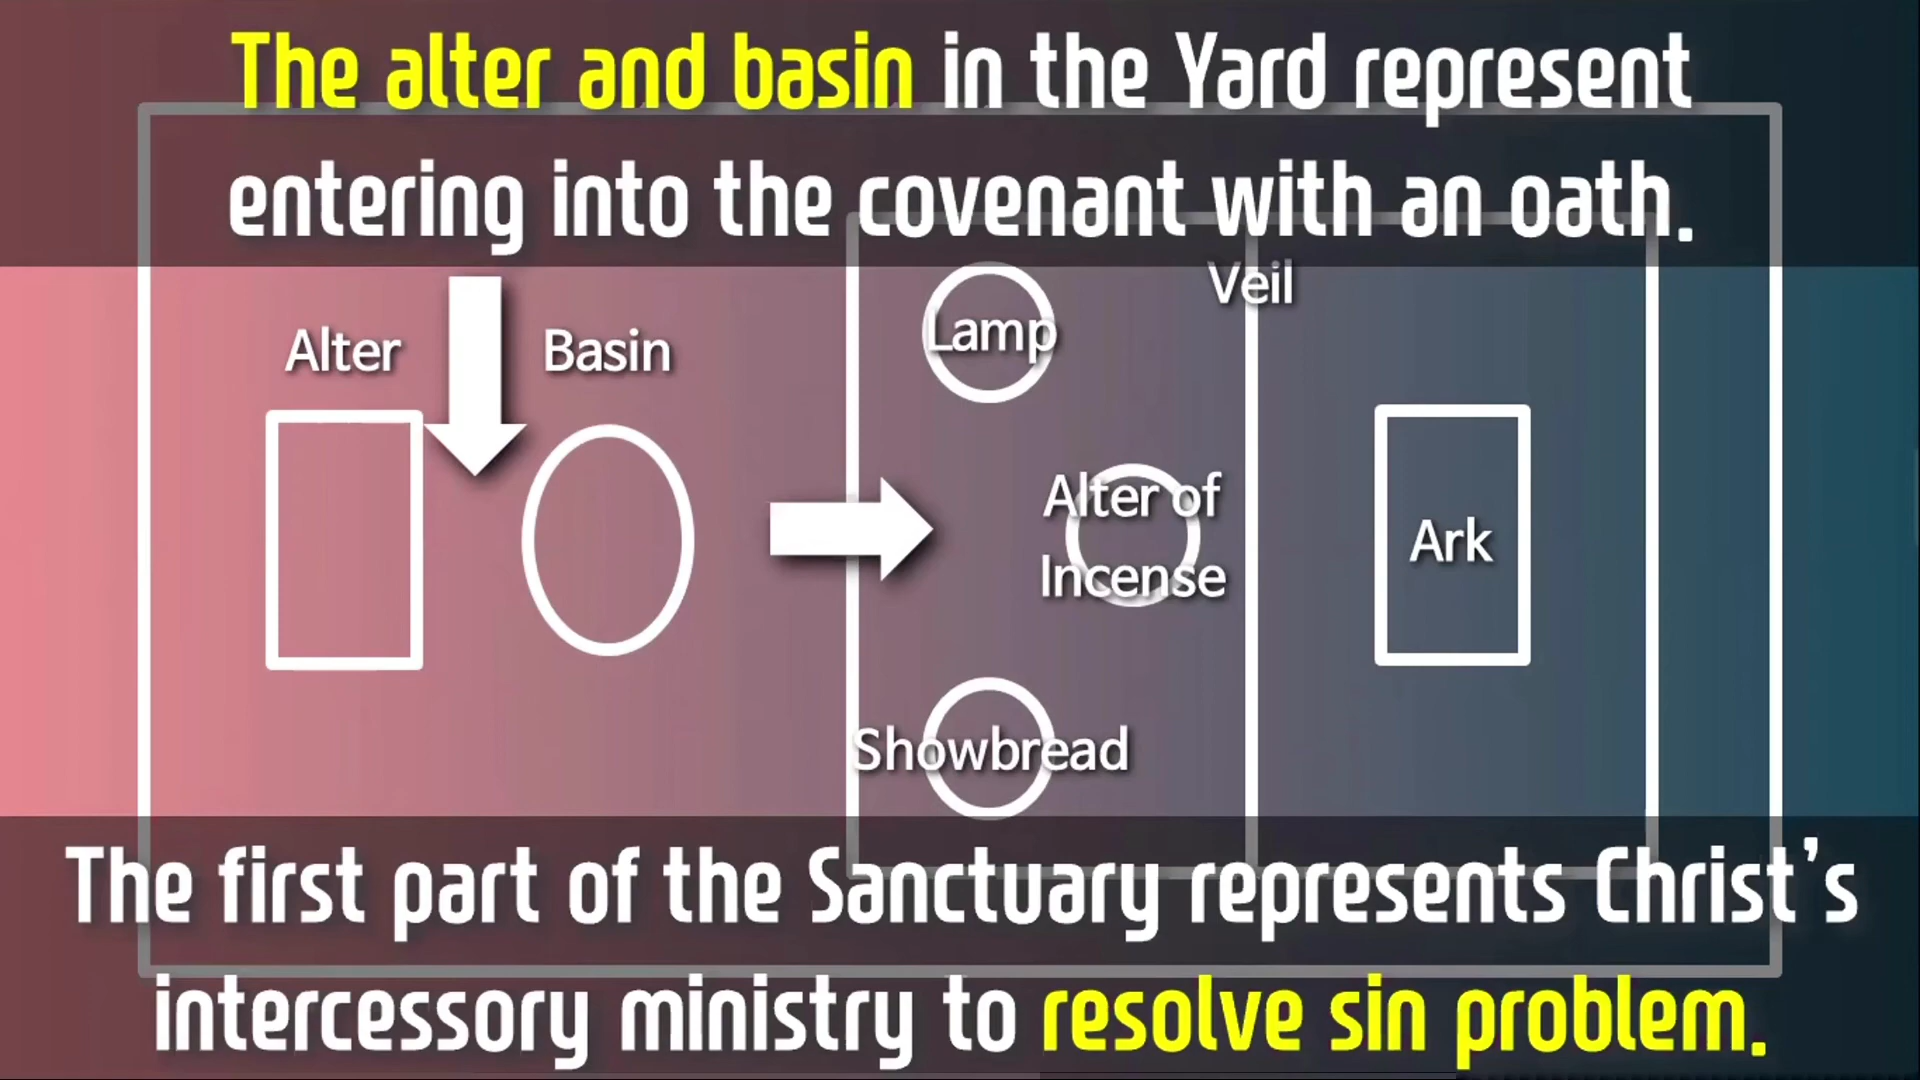 The alter and basin in the Yard represent
entering into the covenant with an oath.
Veil
Lamp
Alter
Basin
Alter of
Incense
Ark
Showbread
The first part of the Sanctuary represents Christ's
intercessory ministry to resolve sin problem.